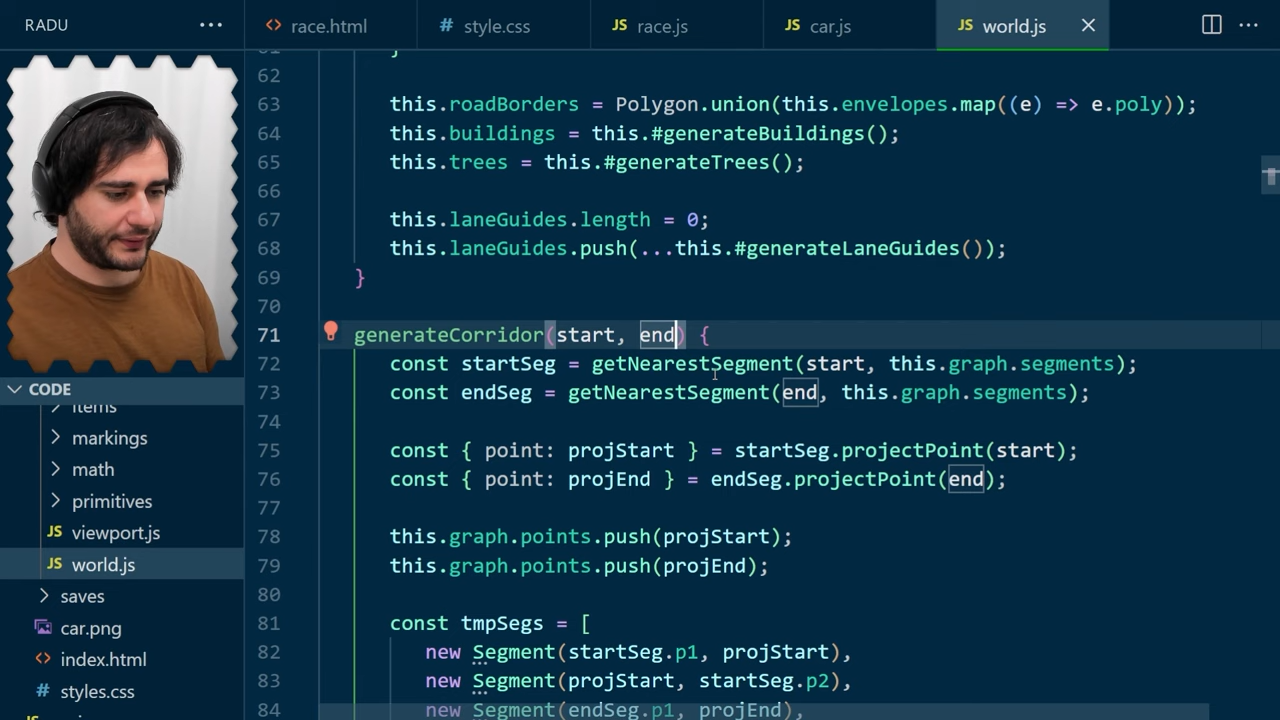 RADU
race.html
style.css
race.js
car.js
world.js
CODE
items
markings
math
primitives
viewport.js
world.js
saves
car.png
index.html
styles.css
62
63 this.roadBorders = Polygon.union(this.envelopes.map((e) => e.poly));
64 this.buildings = this.#generateBuildings();
65 this.trees = this.#generateTrees();
66
67 this.laneGuides.length = 0;
68 this.laneGuides.push(...this.#generateLaneGuides());
69 }
70
71 generateCorridor(start, end) {
72 const startSeg = getNearestSegment(start, this.graph.segments);
73 const endSeg = getNearestSegment(end, this.graph.segments);
74
75 const { point: projStart } = startSeg.projectPoint(start);
76 const { point: projEnd } = endSeg.projectPoint(end);
77
78 this.graph.points.push(projStart);
79 this.graph.points.push(projEnd);
80
81 const tmpSegs = [
82 new Segment(startSeg.p1, projStart),
83 new Segment(projStart, startSeg.p2),
84 new Segment(endSeg.p1, projEnd),